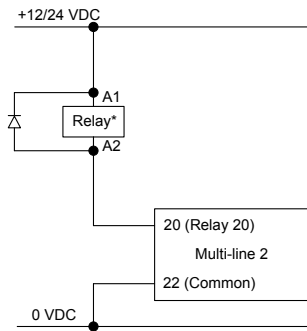 +12/24 VDC
A1
Relay*
A2
20 (Relay 20)
Multi-line 2
22 (Common)
0 VDC